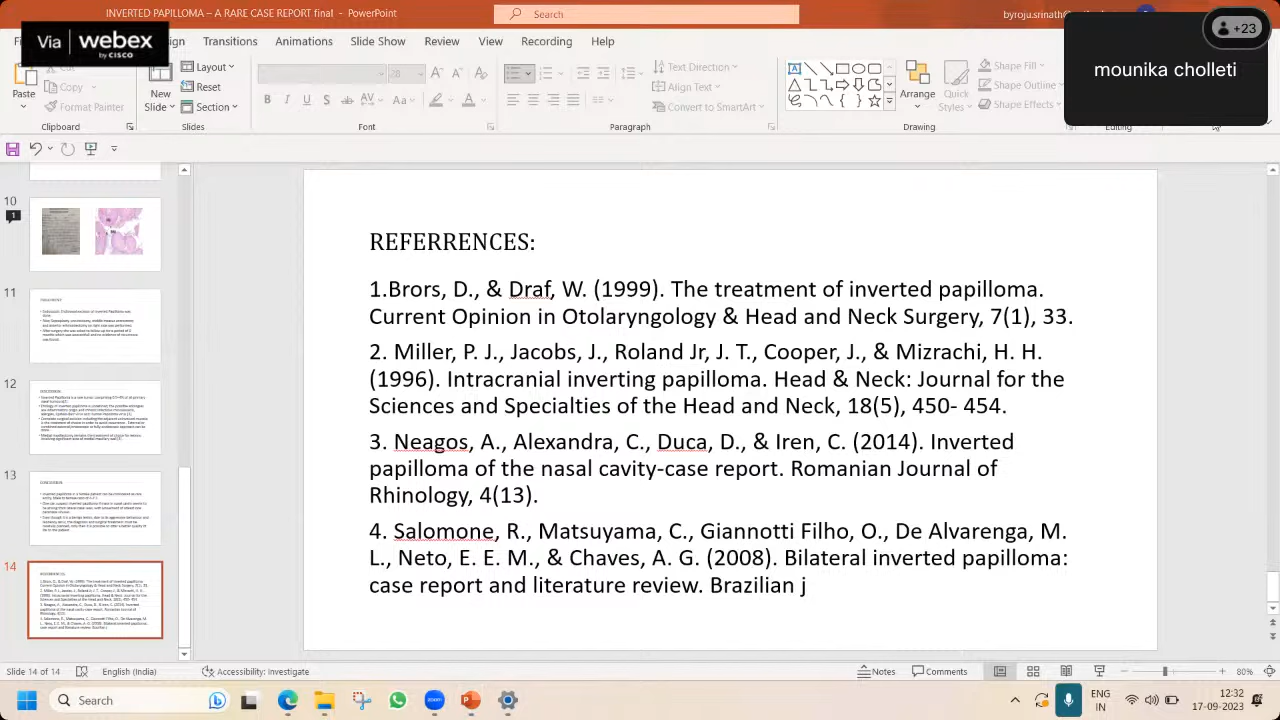 INVERTED PAPILLOMA – A RARE CASE REPORT final - PowerPoint
Search
byroju.srinath
+23
Via webex
by CISCO
mounika cholleti
Transitions Animations Slide Show Review View Recording Help
Paste
Cut
Copy
Format Painter
Clipboard
New
Slide
Layout
Reset
Section
Slides
Font
Text Direction
Align Text
Convert to SmartArt
Paragraph
Arrange
Quick
Styles
Shape Fill
Shape Outline
Shape Effects
Drawing
Editing
10
1
11
12
13
14
REFERRENCES:
1.Brors, D., & Draf, W. (1999). The treatment of inverted papilloma.
Current Opinion in Otolaryngology & Head and Neck Surgery, 7(1), 33.
2. Miller, P. J., Jacobs, J., Roland Jr, J. T., Cooper, J., & Mizrachi, H. H.
(1996). Intracranial inverting papilloma. Head & Neck: Journal for the
Sciences and Specialties of the Head and Neck, 18(5), 450- 454.
3. Neagos, A., Alexandra, C., Duca, D., & Iren, C. (2014). Inverted
papilloma of the nasal cavity-case report. Romanian Journal of
Rhinology, 4(13).
4. Salomone, R., Matsuyama, C., Giannotti Filho, O., De Alvarenga, M.
L., Neto, E. E. M., & Chaves, A. G. (2008). Bilateral inverted papilloma:
case report and literature review. Brazilian j
Slide 14 of 14
English (India)
Accessibility: Investigate
Notes
Comments
80%
Search
zoom
ENG
IN
12:32
17-09-2023